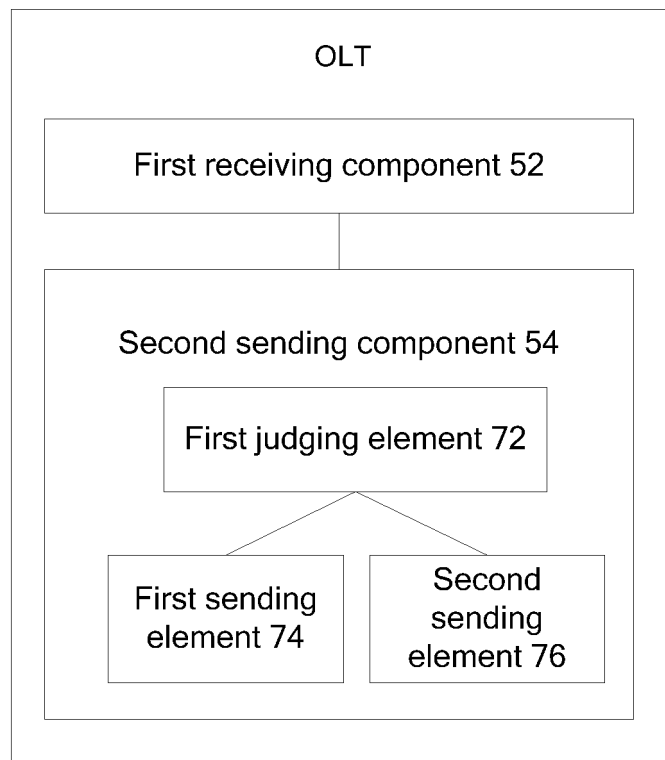 OLT
First receiving component 52
Second sending component 54
First judging element 72
First sending
element 74
Second
sending
element 76